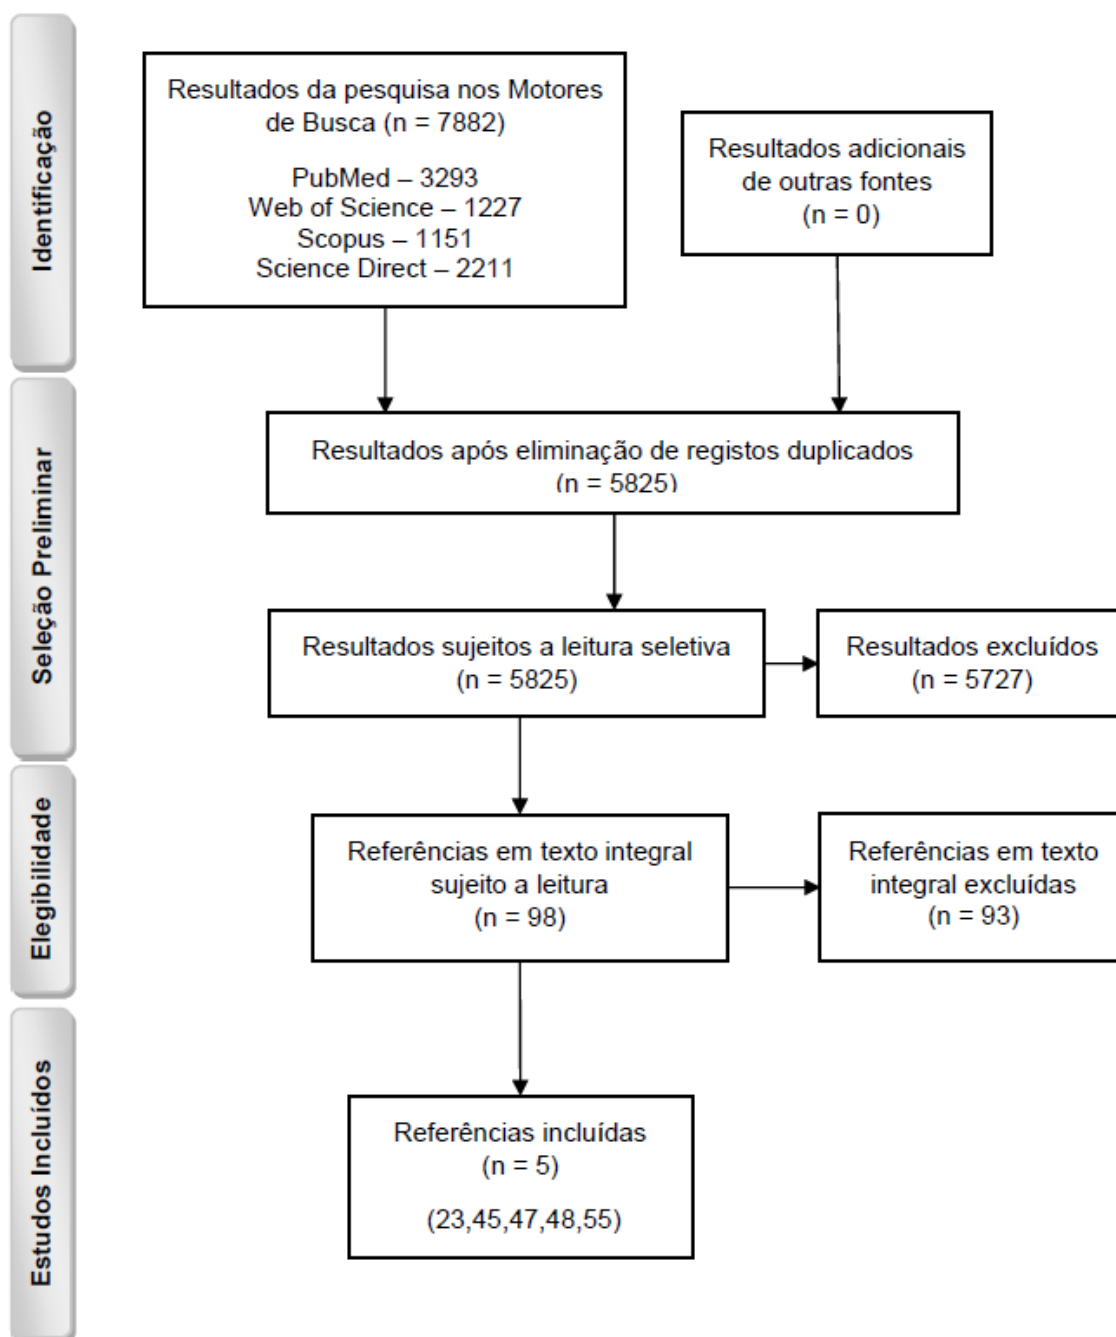 Identificação
Resultados da pesquisa nos Motores
de Busca (n = 7882)
PubMed – 3293
Web of Science – 1227
Scopus – 1151
Science Direct – 2211
Resultados adicionais
de outras fontes
(n = 0)
Seleção Preliminar
Resultados após eliminação de registos duplicados
(n = 5825)
Resultados sujeitos a leitura seletiva
(n = 5825)
Resultados excluídos
(n = 5727)
Elegibilidade
Referências em texto integral
sujeito a leitura
(n = 98)
Referências em texto
integral excluídas
(n = 93)
Estudos Incluídos
Referências incluídas
(n = 5)
(23,45,47,48,55)